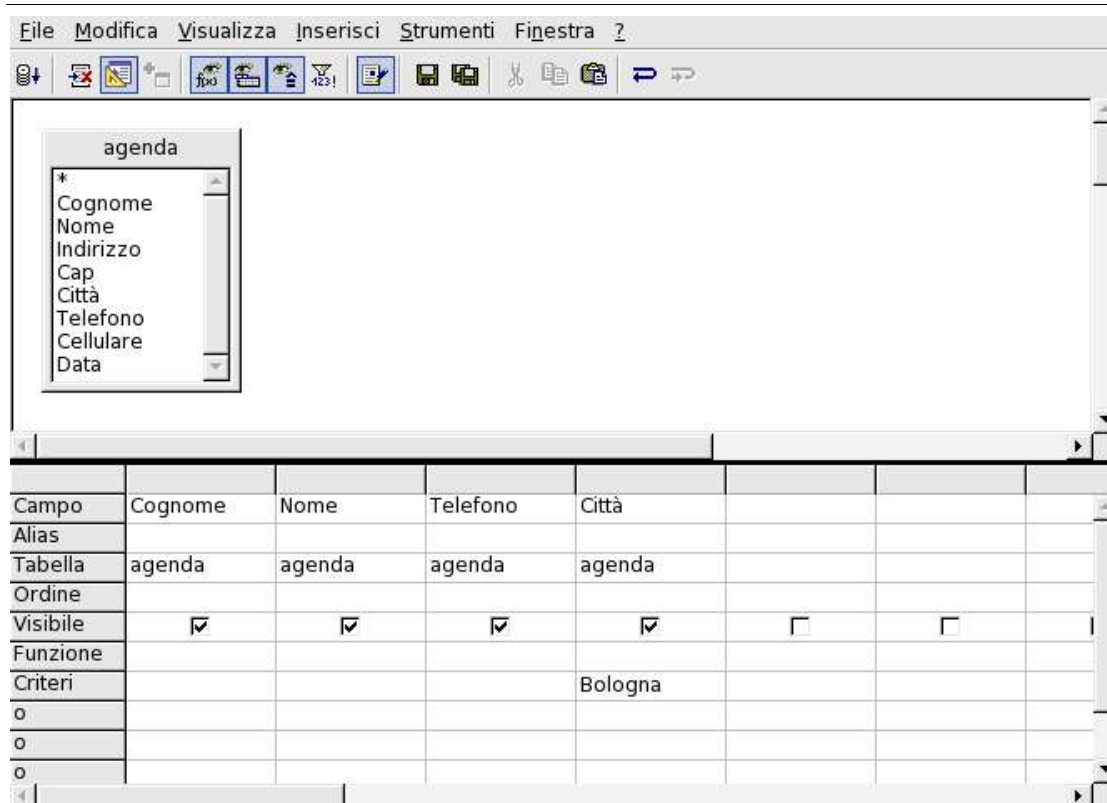 File Modifica Visualizza Inserisci Strumenti Finestra ?
f(x) 123!
agenda
*
Cognome
Nome
Indirizzo
Cap
Città
Telefono
Cellulare
Data
Campo Cognome Nome Telefono Città
Alias
Tabella agenda agenda agenda agenda
Ordine
Visibile
Funzione
Criteri Bologna
o
o
o